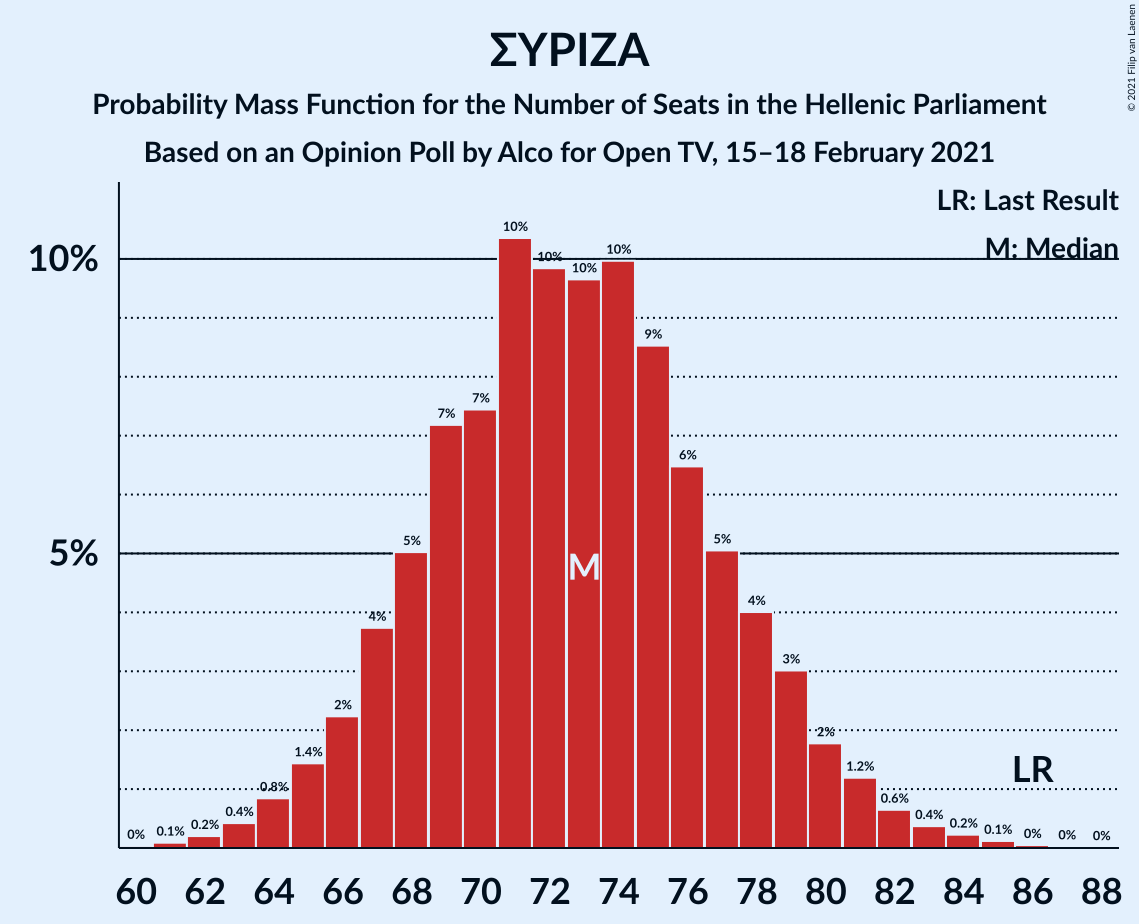 © 2021 Filip van Laenen
ΣΥΡΙΖΑ
Probability Mass Function for the Number of Seats in the Hellenic Parliament
Based on an Opinion Poll by Alco for Open TV, 15–18 February 2021
LR: Last Result
M: Median
10%
5%
0% 0.1% 0.2% 0.4% 0.8% 1.4% 2% 4% 5% 7% 7% 10% 10% 10% 10% 9% 6% 5% 4% 3% 2% 1.2% 0.6% 0.4% 0.2% 0.1% 0% 0% 0%
M
LR
60 62 64 66 68 70 72 74 76 78 80 82 84 86 88